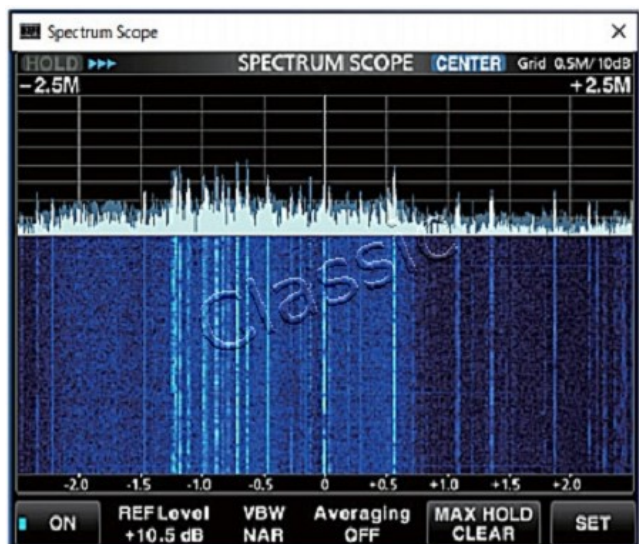 Spectrum Scope
HOLD SPECTRUM SCOPE CENTER Grid 0.5M/10dB
-2.5M +2.5M
Classic
-2.0 -1.5 -1.0 -0.5 0 +0.5 +1.0 +1.5 +2.0
ON REF Level VBW Averaging MAX HOLD SET
+10.5 dB NAR OFF CLEAR